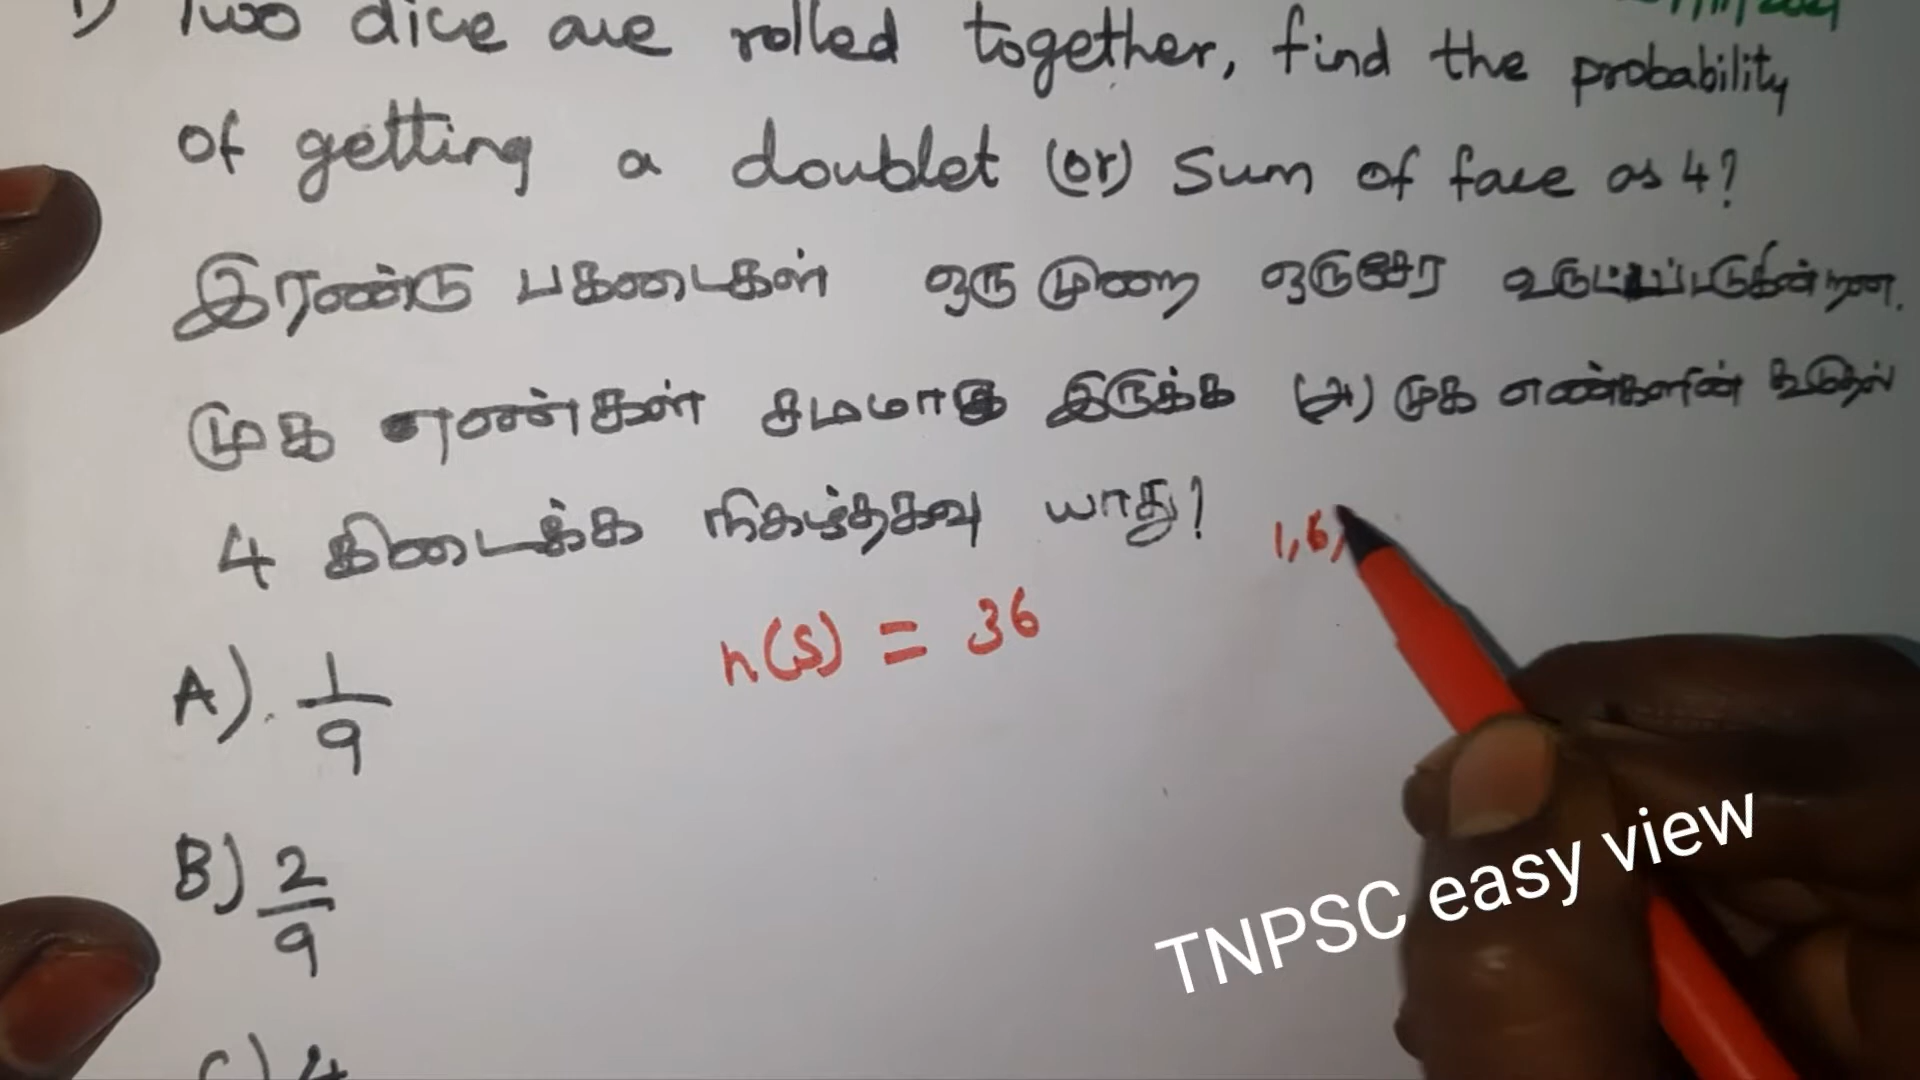 1) Two dice are rolled together, find the probability
of getting a doublet (or) Sum of face as 4?
இரண்டு பகடைகள் ஒரு முறை ஒருசேர உருட்டப்படுகின்றன.
முக எண்கள் சமமாக இருக்க (அ) முக எண்களின் கூடுதல்
4 கிடைக்க நிகழ்தகவு யாது?
1,6,
n(S) = 36
A) 1/9
B) 2/9
C) 4
TNPSC easy view